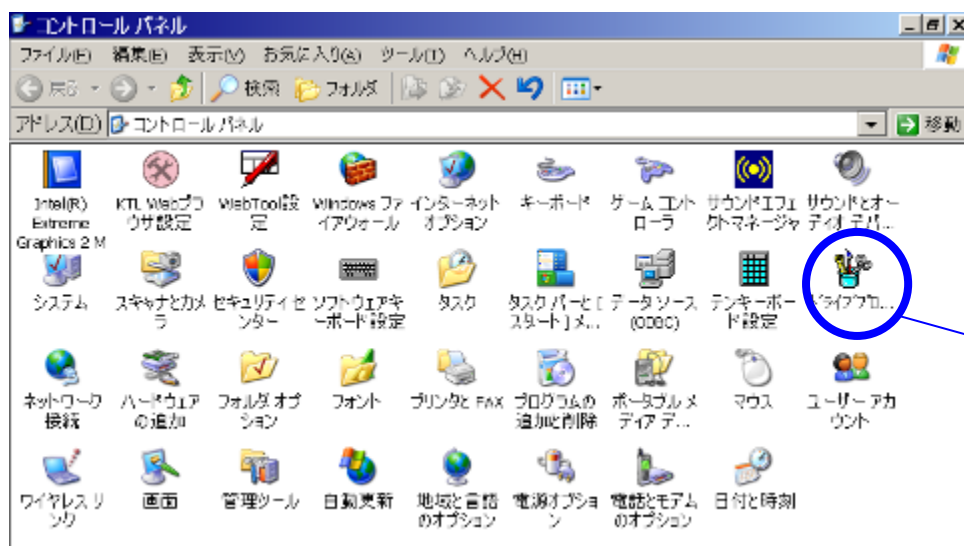 コントロール パネル
ファイル(F) 編集(E) 表示(V) お気に入り(A) ツール(T) ヘルプ(H)
戻る 検索 フォルダ
アドレス(D) コントロール パネル 移動
Intel(R) Extreme Graphics 2 M
KTL Webブラウザ設定
WebTool設定
Windows ファイアウォール
インターネット オプション
キーボード
ゲーム コントローラ
サウンドエフェクトマネージャ
サウンドとオーディオ デバ...
システム
スキャナとカメラ
セキュリティ センター
ソフトウェアキーボード設定
タスク
タスク バーと [スタート] メ...
データ ソース (ODBC)
テンキーボード設定
ドライブプロ...
ネットワーク接続
ハードウェアの追加
フォルダ オプション
フォント
プリンタと FAX
プログラムの追加と削除
ポータブル メディア デ...
マウス
ユーザー アカウント
ワイヤレス リンク
画面
管理ツール
自動更新
地域と言語のオプション
電源オプション
電話とモデムのオプション
日付と時刻